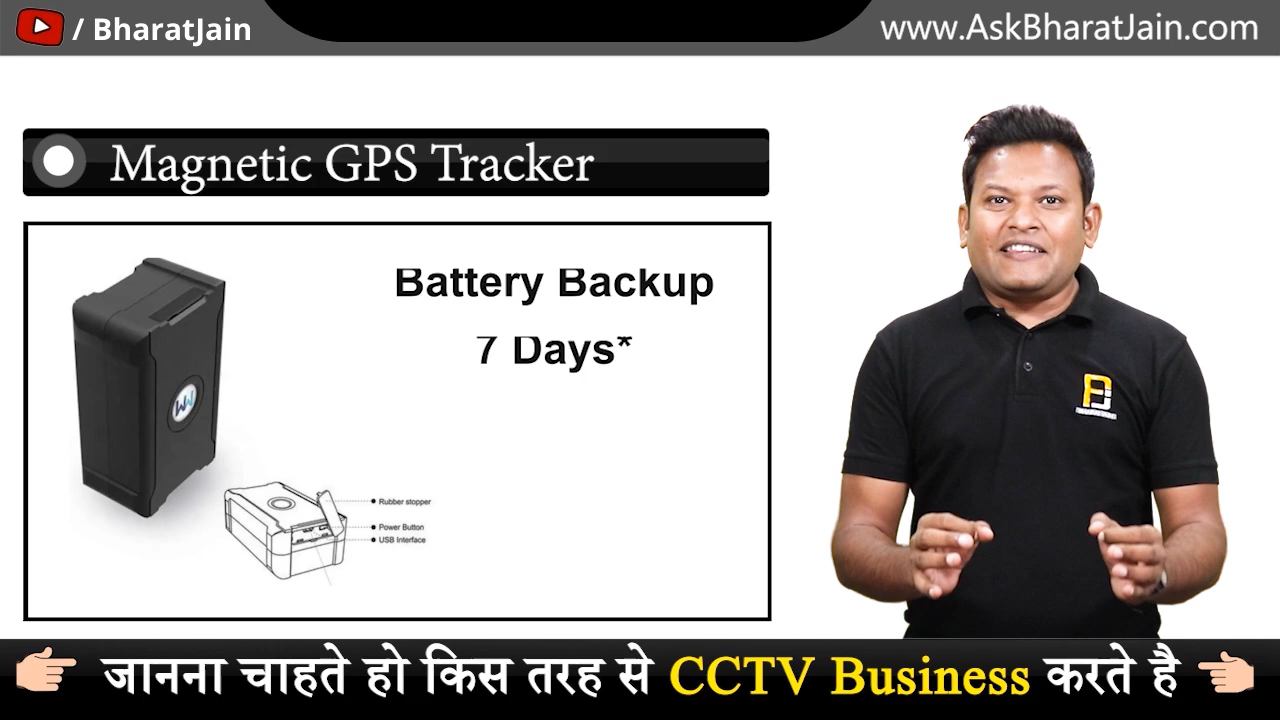 / BharatJain
www.AskBharatJain.com
Magnetic GPS Tracker
Battery Backup
7 Days*
Rubber stopper
Power Button
USB Interface
जानना चाहते हो किस तरह से CCTV Business करते है